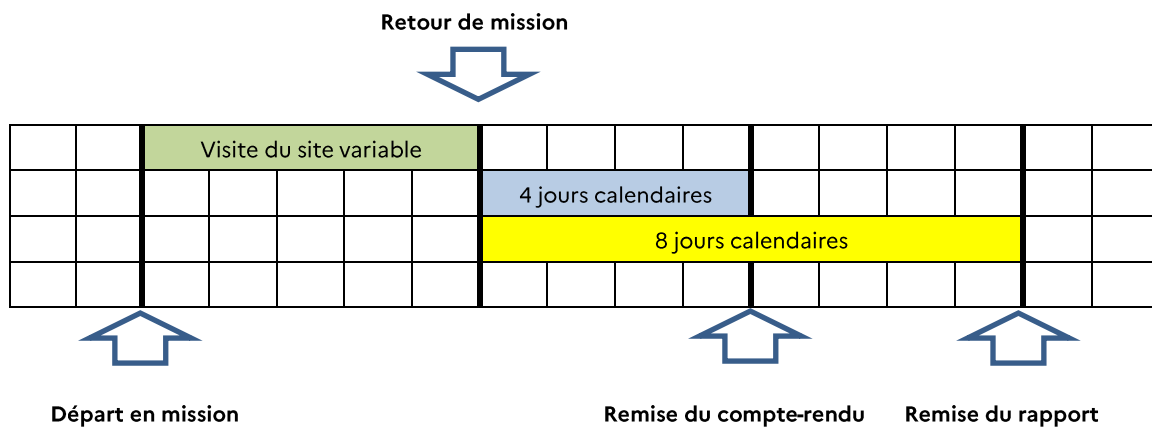 Retour de mission
Visite du site variable
4 jours calendaires
8 jours calendaires
Départ en mission
Remise du compte-rendu
Remise du rapport